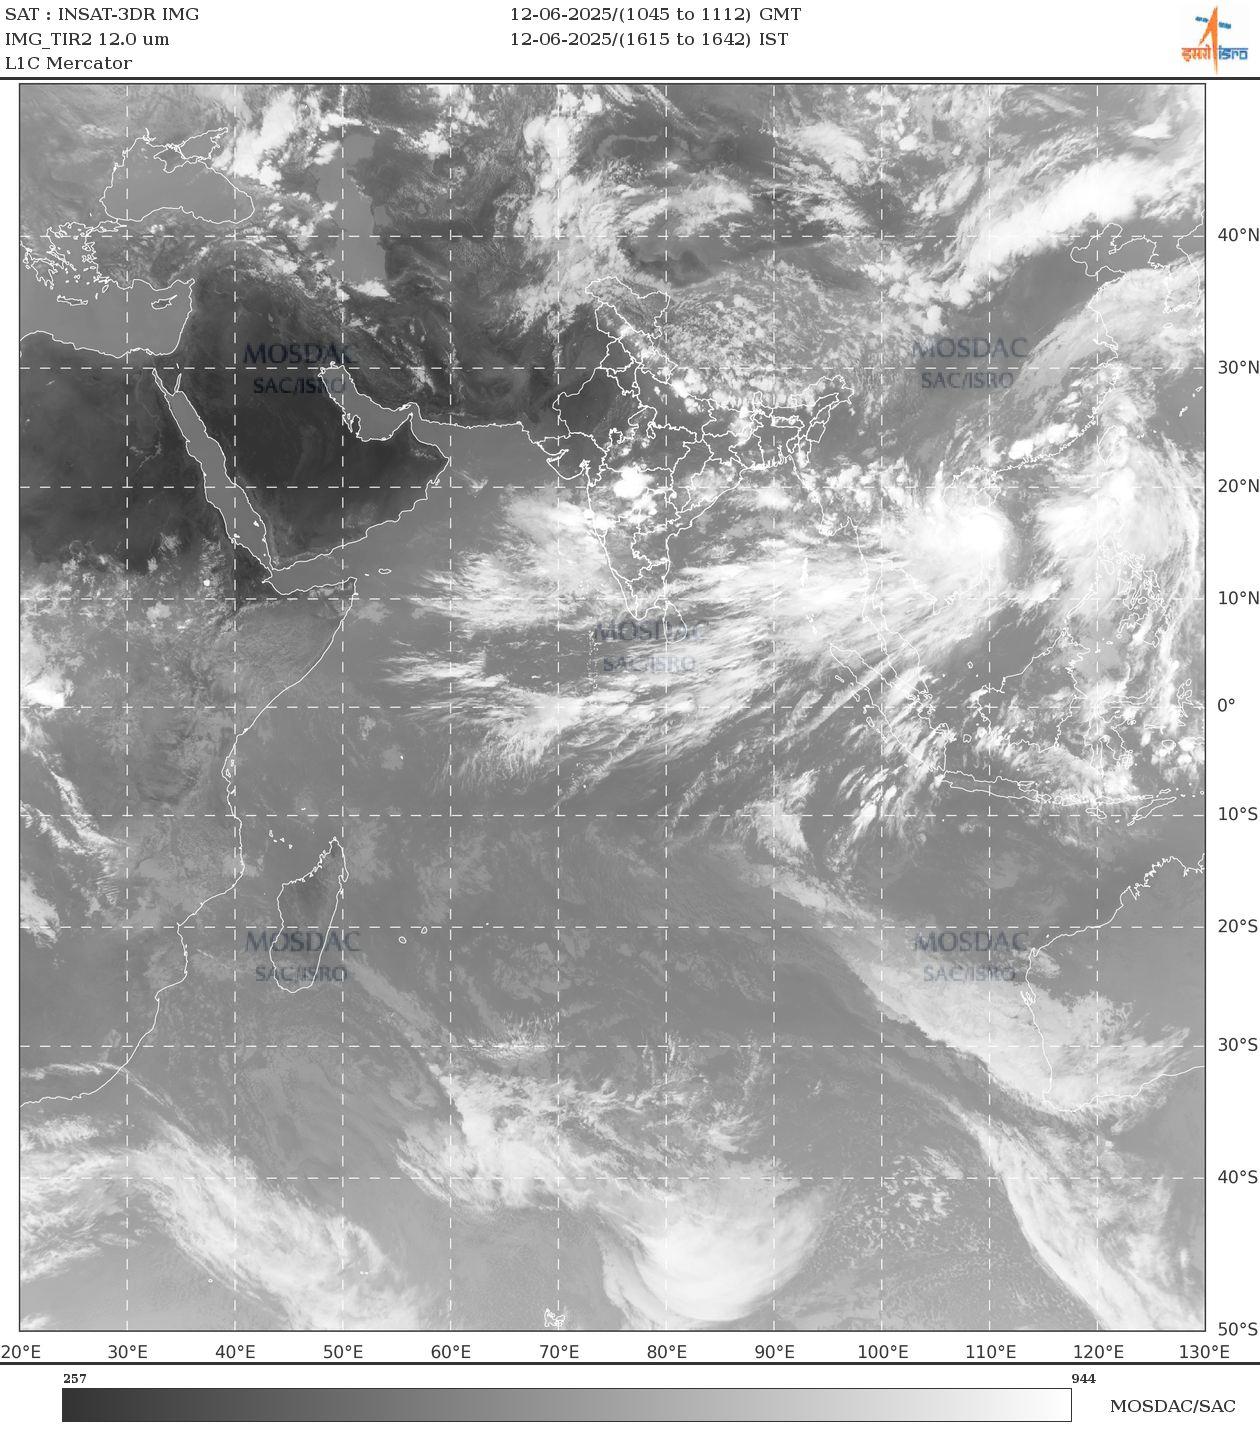 SAT : INSAT-3DR IMG
12-06-2025/(1045 to 1112) GMT
IMG_TIR2 12.0 um
12-06-2025/(1615 to 1642) IST
L1C Mercator
इसरो isro
40°N
MOSDAC
SAC/ISRO
MOSDAC
SAC/ISRO
30°N
20°N
10°N
MOSDAC
SAC/ISRO
0°
10°S
20°S
MOSDAC
SAC/ISRO
MOSDAC
SAC/ISRO
30°S
40°S
50°S
20°E 30°E 40°E 50°E 60°E 70°E 80°E 90°E 100°E 110°E 120°E 130°E
257
944
MOSDAC/SAC